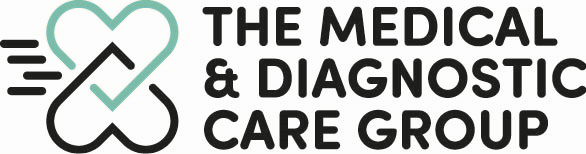 THE MEDICAL
& DIAGNOSTIC
CARE GROUP